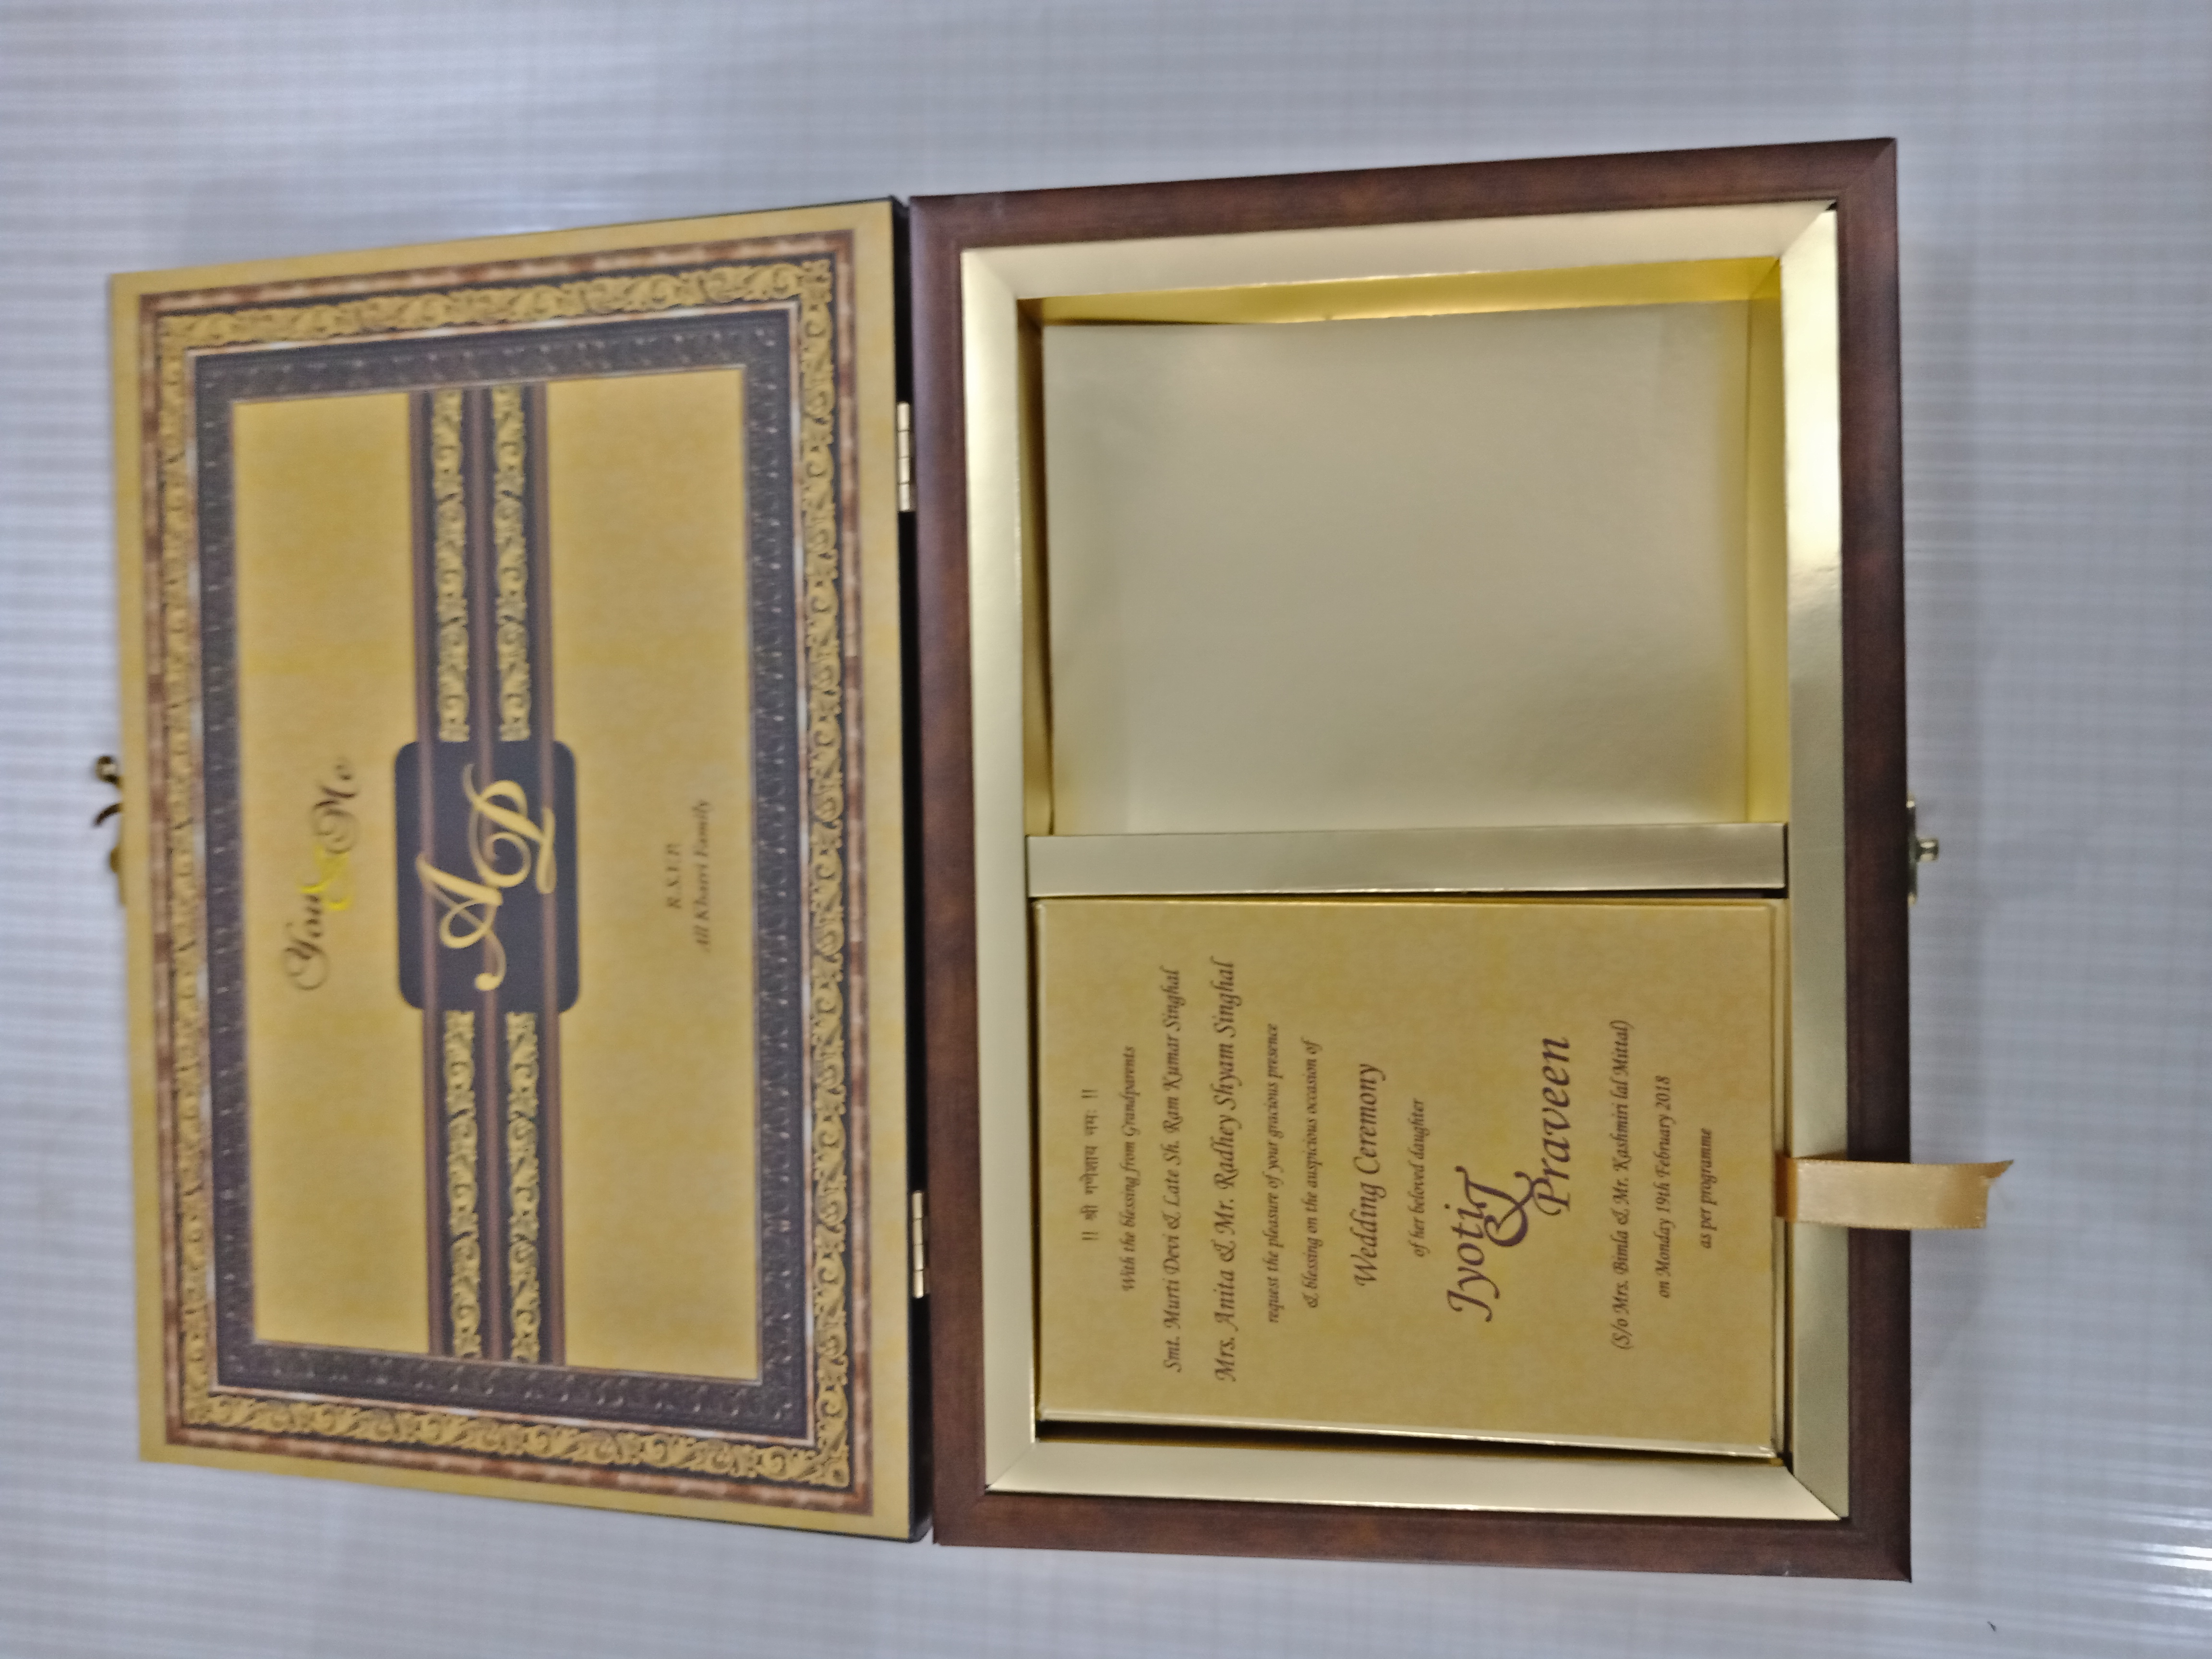 You & Me
AP
R.S.V.P.
All Kharri Family
!! श्री गणेशाय नमः !!
With the blessing from Grandparents
Smt. Murti Devi & Late Sh. Ram Kumar Singhal
Mrs. Anita & Mr. Radhey Shyam Singhal
request the pleasure of your gracious presence
& blessing on the auspicious occasion of
Wedding Ceremony
of her beloved daughter
Jyoti
&
Praveen
(S/o Mrs. Bimla & Mr. Kashmiri lal Mittal)
on Monday 19th February 2018
as per programme